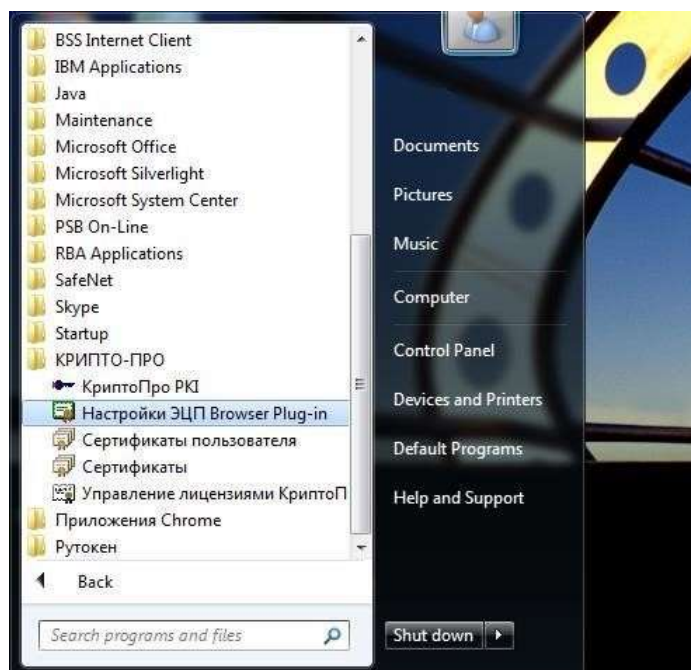 BSS Internet Client
IBM Applications
Java
Maintenance
Microsoft Office
Microsoft Silverlight
Microsoft System Center
PSB On-Line
RBA Applications
SafeNet
Skype
Startup
КРИПТО-ПРО
КриптоПро PKI
Настройки ЭЦП Browser Plug-in
Сертификаты пользователя
Сертификаты
Управление лицензиями КриптоП
Приложения Chrome
Рутокен
Back
Search programs and files
Documents
Pictures
Music
Computer
Control Panel
Devices and Printers
Default Programs
Help and Support
Shut down